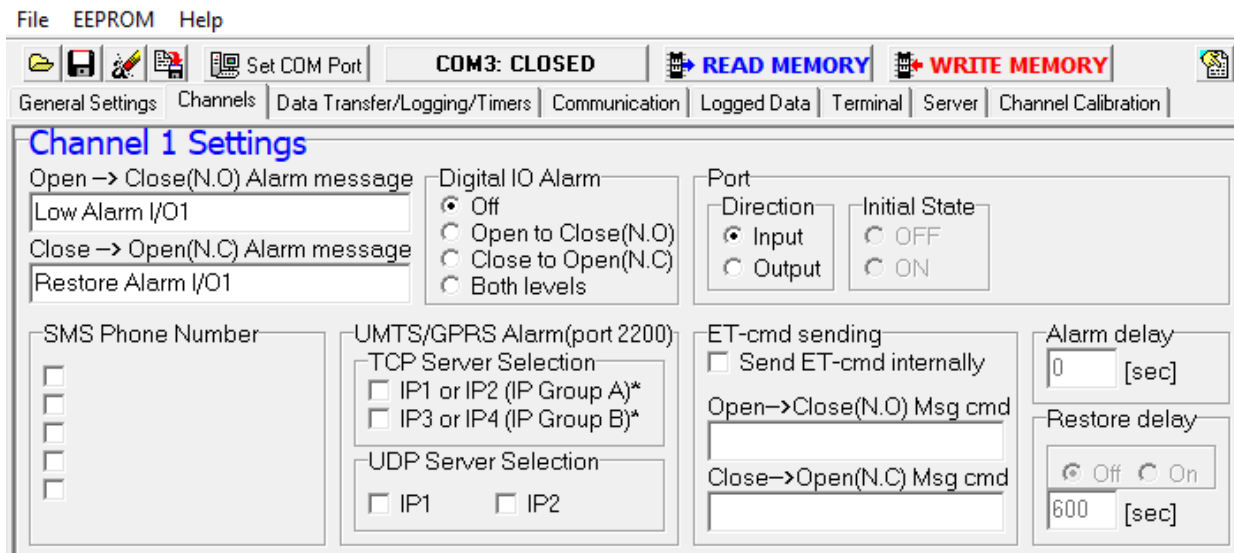 File EEPROM Help
Set COM Port COM3: CLOSED READ MEMORY WRITE MEMORY
General Settings Channels Data Transfer/Logging/Timers Communication Logged Data Terminal Server Channel Calibration
Channel 1 Settings
Open –> Close(N.O) Alarm message
Low Alarm I/O1
Close –> Open(N.C) Alarm message
Restore Alarm I/O1
Digital IO Alarm
Off
Open to Close(N.O)
Close to Open(N.C)
Both levels
Port
Direction
Input
Output
Initial State
OFF
ON
SMS Phone Number
UMTS/GPRS Alarm(port 2200)
TCP Server Selection
IP1 or IP2 (IP Group A)*
IP3 or IP4 (IP Group B)*
UDP Server Selection
IP1 IP2
ET-cmd sending
Send ET-cmd internally
Open–>Close(N.O) Msg cmd
Close–>Open(N.C) Msg cmd
Alarm delay
0 [sec]
Restore delay
Off On
600 [sec]